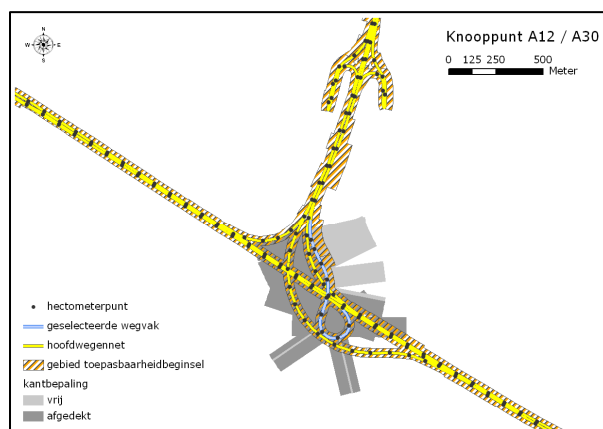 Knooppunt A12 / A30
0 125 250 500
Meter
N
W E
S
hectometerpunt
geselecteerde wegvak
hoofdwegennet
gebied toepasbaarheidbeginsel
kantbepaling
vrij
afgedekt